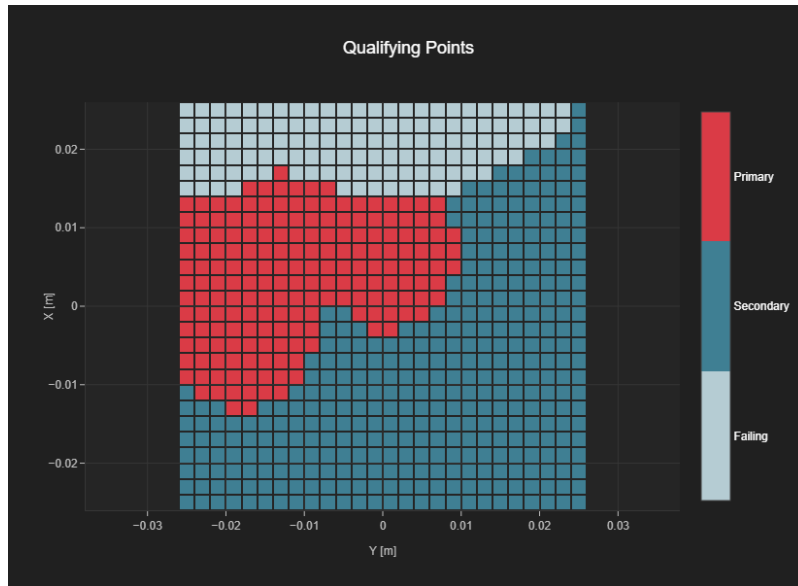 Qualifying Points
0.02
0.01
0
−0.01
−0.02
X [m]
−0.03
−0.02
−0.01
0
0.01
0.02
0.03
Y [m]
Primary
Secondary
Failing